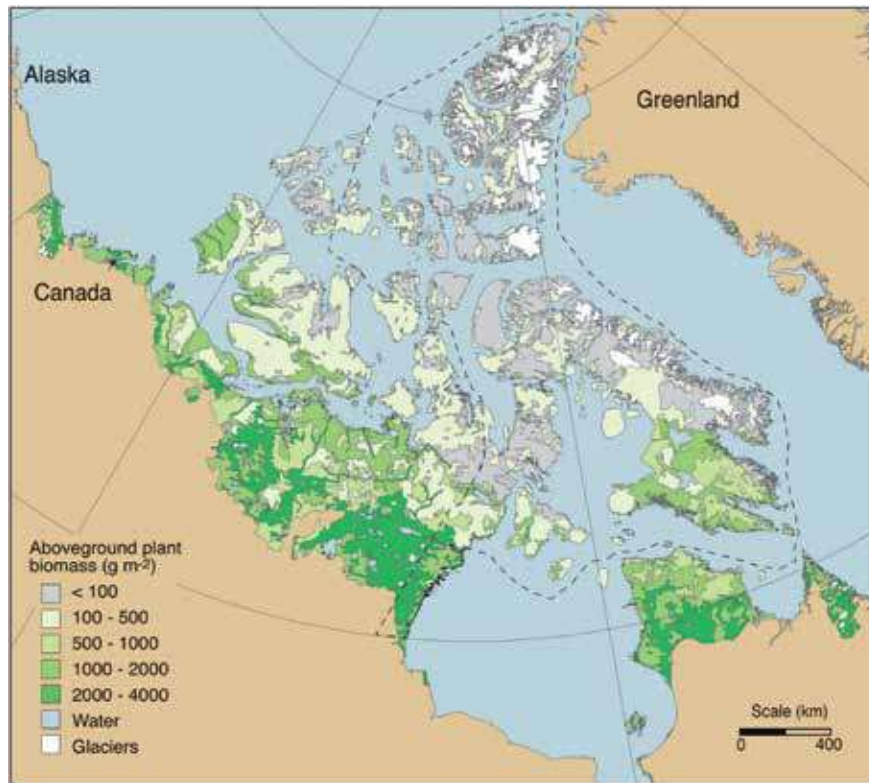 Alaska
Greenland
Canada
Aboveground plant
biomass (g m-2)
< 100
100 - 500
500 - 1000
1000 - 2000
2000 - 4000
Water
Glaciers
Scale (km)
0 400